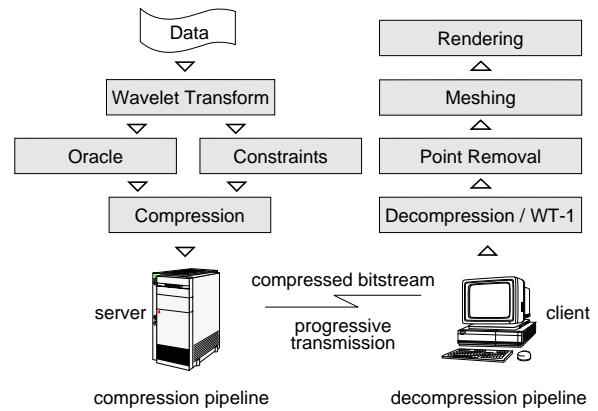 Data
Wavelet Transform
Oracle
Constraints
Compression
server
compression pipeline
compressed bitstream
progressive
transmission
Rendering
Meshing
Point Removal
Decompression / WT-1
client
decompression pipeline